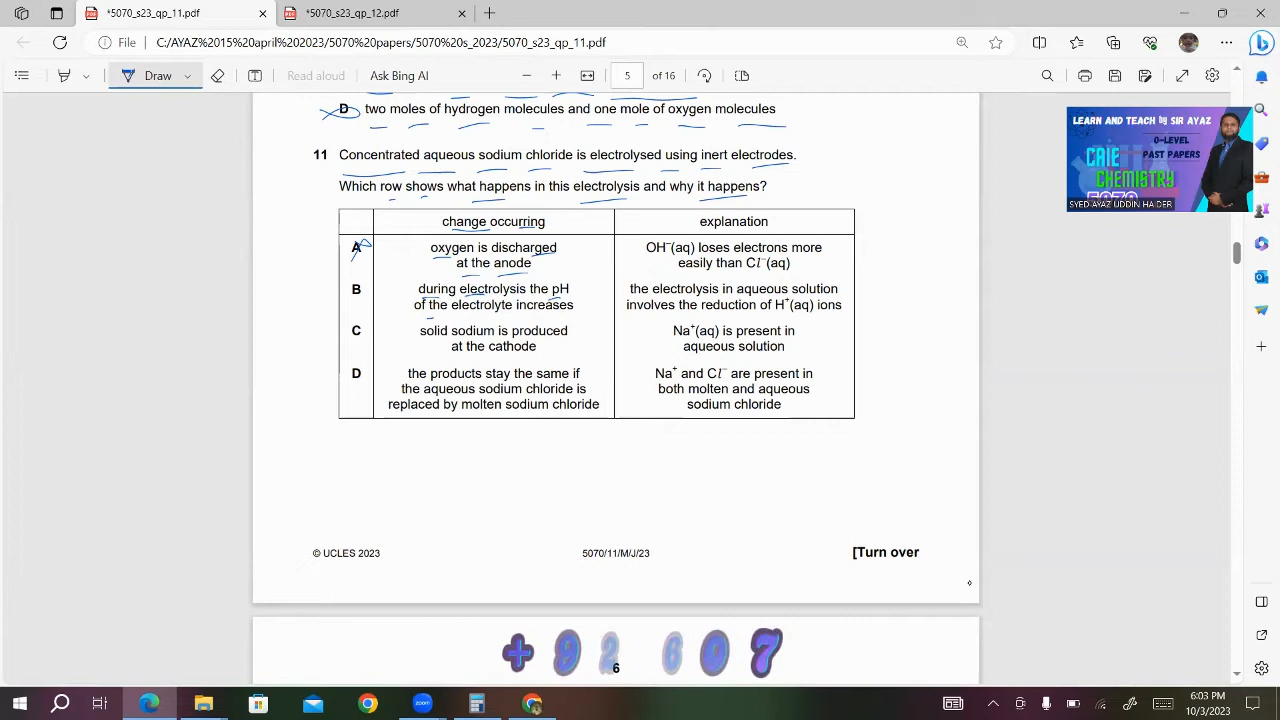 *5070_s23_qp_11.pdf
*5070_s23_qp_12.pdf
File
C:/AYAZ%2015%20april%202023/5070%20papers/5070%20s_2023/5070_s23_qp_11.pdf
Draw
Read aloud
Ask Bing AI
5
of 16
D two moles of hydrogen molecules and one mole of oxygen molecules
LEARN AND TEACH by SIR AYAZ
O-LEVEL
PAST PAPERS
CAIE
CHEMISTRY
5070
SYED AYAZ UDDIN HAIDER
11 Concentrated aqueous sodium chloride is electrolysed using inert electrodes.
Which row shows what happens in this electrolysis and why it happens?
change occurring
explanation
A
oxygen is discharged
at the anode
OH⁻(aq) loses electrons more
easily than Cl⁻(aq)
B
during electrolysis the pH
of the electrolyte increases
the electrolysis in aqueous solution
involves the reduction of H⁺(aq) ions
C
solid sodium is produced
at the cathode
Na⁺(aq) is present in
aqueous solution
D
the products stay the same if
the aqueous sodium chloride is
replaced by molten sodium chloride
Na⁺ and Cl⁻ are present in
both molten and aqueous
sodium chloride
© UCLES 2023
5070/11/M/J/23
[Turn over
+92 607
6
6:03 PM
10/3/2023